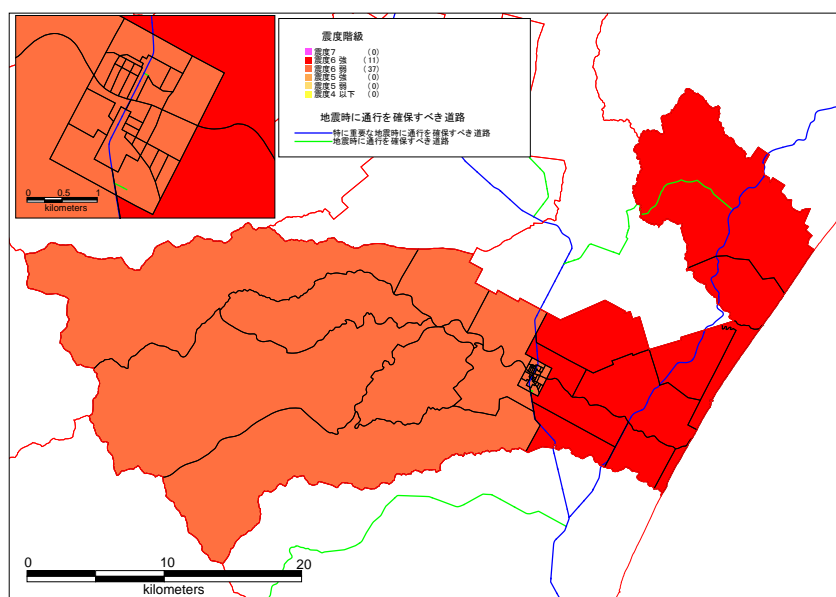 震度階級
震度7 (0)
震度6 強 (11)
震度6 弱 (37)
震度5 強 (0)
震度5 弱 (0)
震度4 以下 (0)
地震時に通行を確保すべき道路
特に重要な地震時に通行を確保すべき道路
地震時に通行を確保すべき道路
0 0.5 1
kilometers
0 10 20
kilometers